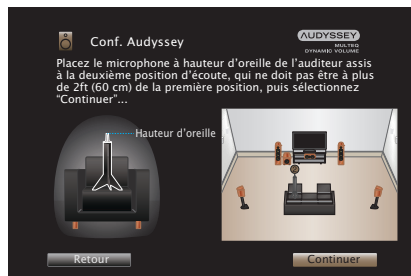 Conf. Audyssey
AUDYSSEY
MULTEQ
DYNAMIC VOLUME
Placez le microphone à hauteur d'oreille de l'auditeur assis
à la deuxième position d'écoute, qui ne doit pas être à plus
de 2ft (60 cm) de la première position, puis sélectionnez
"Continuer"...
Hauteur d'oreille
Retour
Continuer